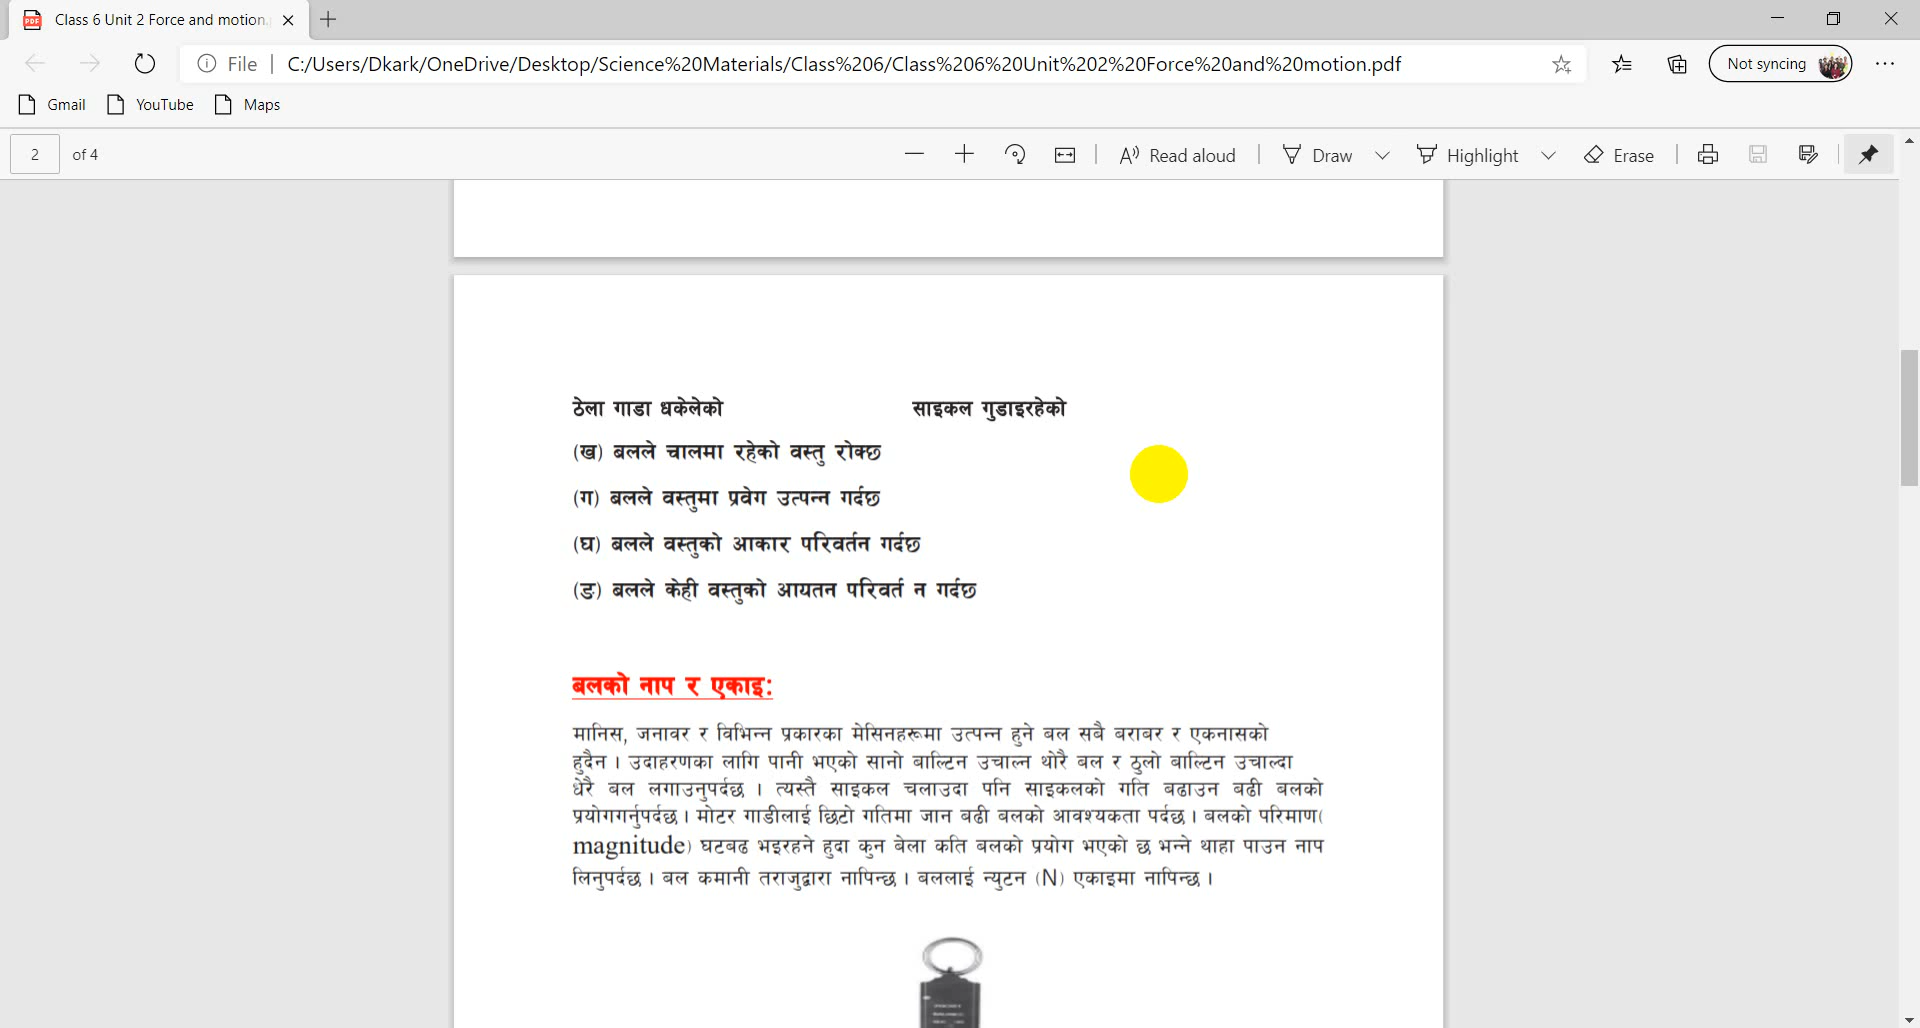 Class 6 Unit 2 Force and motion.
File
C:/Users/Dkark/OneDrive/Desktop/Science%20Materials/Class%206/Class%206%20Unit%202%20Force%20and%20motion.pdf
Not syncing
Gmail YouTube Maps
2 of 4
Read aloud Draw Highlight Erase
ठेला गाडा धकेलेको साइकल गुडाइरहेको
(ख) बलले चालमा रहेको वस्तु रोक्छ
(ग) बलले वस्तुमा प्रवेग उत्पन्न गर्दछ
(घ) बलले वस्तुको आकार परिवर्तन गर्दछ
(ङ) बलले केही वस्तुको आयतन परिवर्त न गर्दछ
बलको नाप र एकाइ:
मानिस, जनावर र विभिन्न प्रकारका मेसिनहरूमा उत्पन्न हुने बल सबै बराबर र एकनासको
हुदैन । उदाहरणका लागि पानी भएको सानो बाल्टिन उचाल्न थोरै बल र ठुलो बाल्टिन उचाल्दा
धेरै बल लगाउनुपर्दछ । त्यस्तै साइकल चलाउदा पनि साइकलको गति बढाउन बढी बलको
प्रयोगगर्नुपर्दछ । मोटर गाडीलाई छिटो गतिमा जान बढी बलको आवश्यकता पर्दछ । बलको परिमाण(
magnitude) घटबढ भइरहने हुदा कुन बेला कति बलको प्रयोग भएको छ भन्ने थाहा पाउन नाप
लिनुपर्दछ । बल कमानी तराजुद्वारा नापिन्छ । बललाई न्युटन (N) एकाइमा नापिन्छ ।